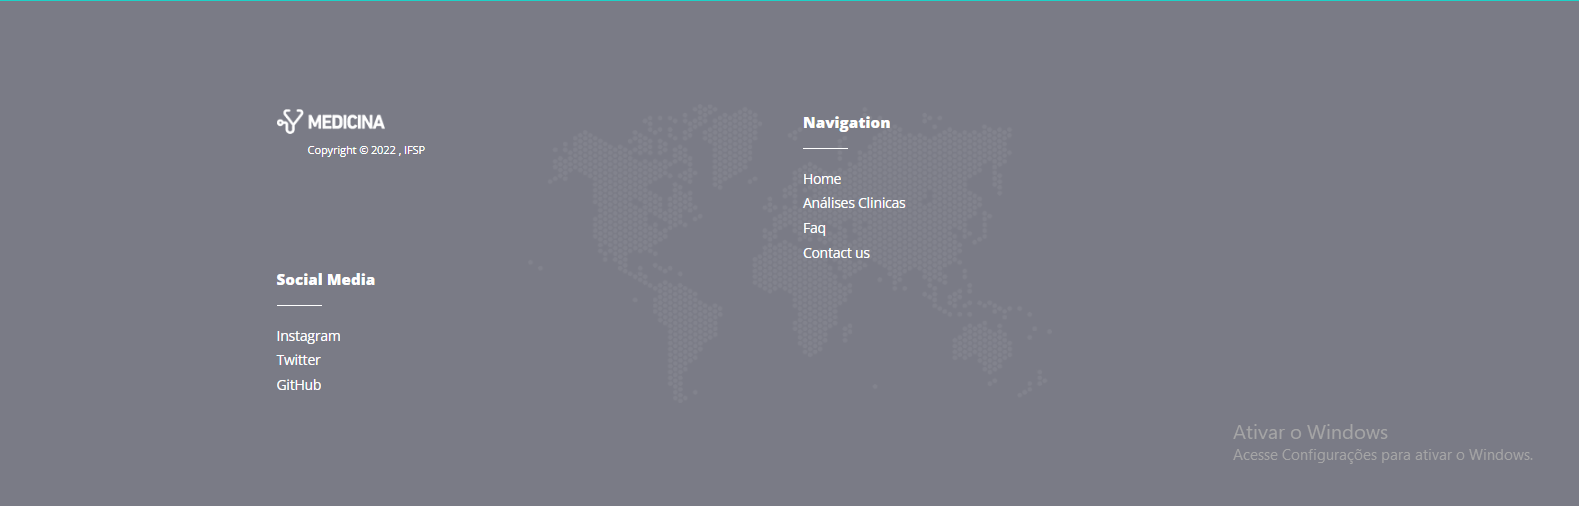 MEDICINA
Copyright © 2022 , IFSP
Social Media
Instagram
Twitter
GitHub
Navigation
Home
Análises Clinicas
Faq
Contact us
Ativar o Windows
Acesse Configurações para ativar o Windows.